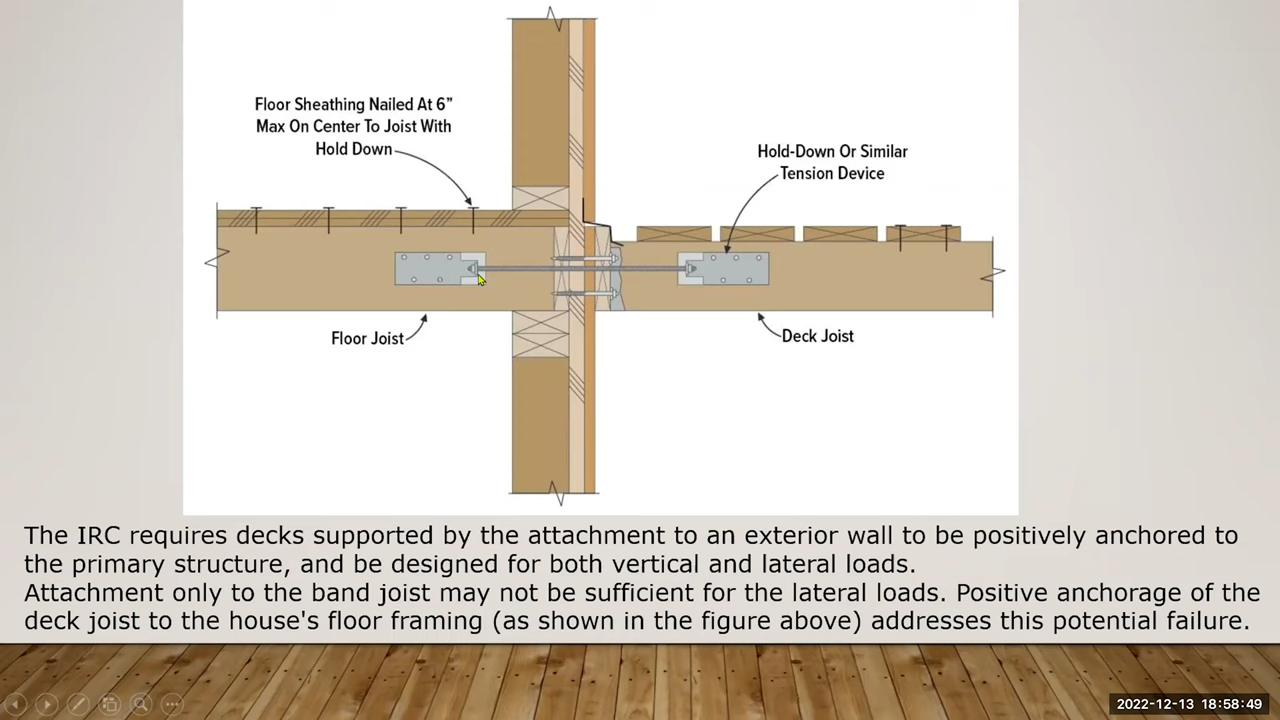 Floor Sheathing Nailed At 6”
Max On Center To Joist With
Hold Down
Hold-Down Or Similar
Tension Device
Floor Joist
Deck Joist
The IRC requires decks supported by the attachment to an exterior wall to be positively anchored to
the primary structure, and be designed for both vertical and lateral loads.
Attachment only to the band joist may not be sufficient for the lateral loads. Positive anchorage of the
deck joist to the house's floor framing (as shown in the figure above) addresses this potential failure.
2022-12-13 18:58:49